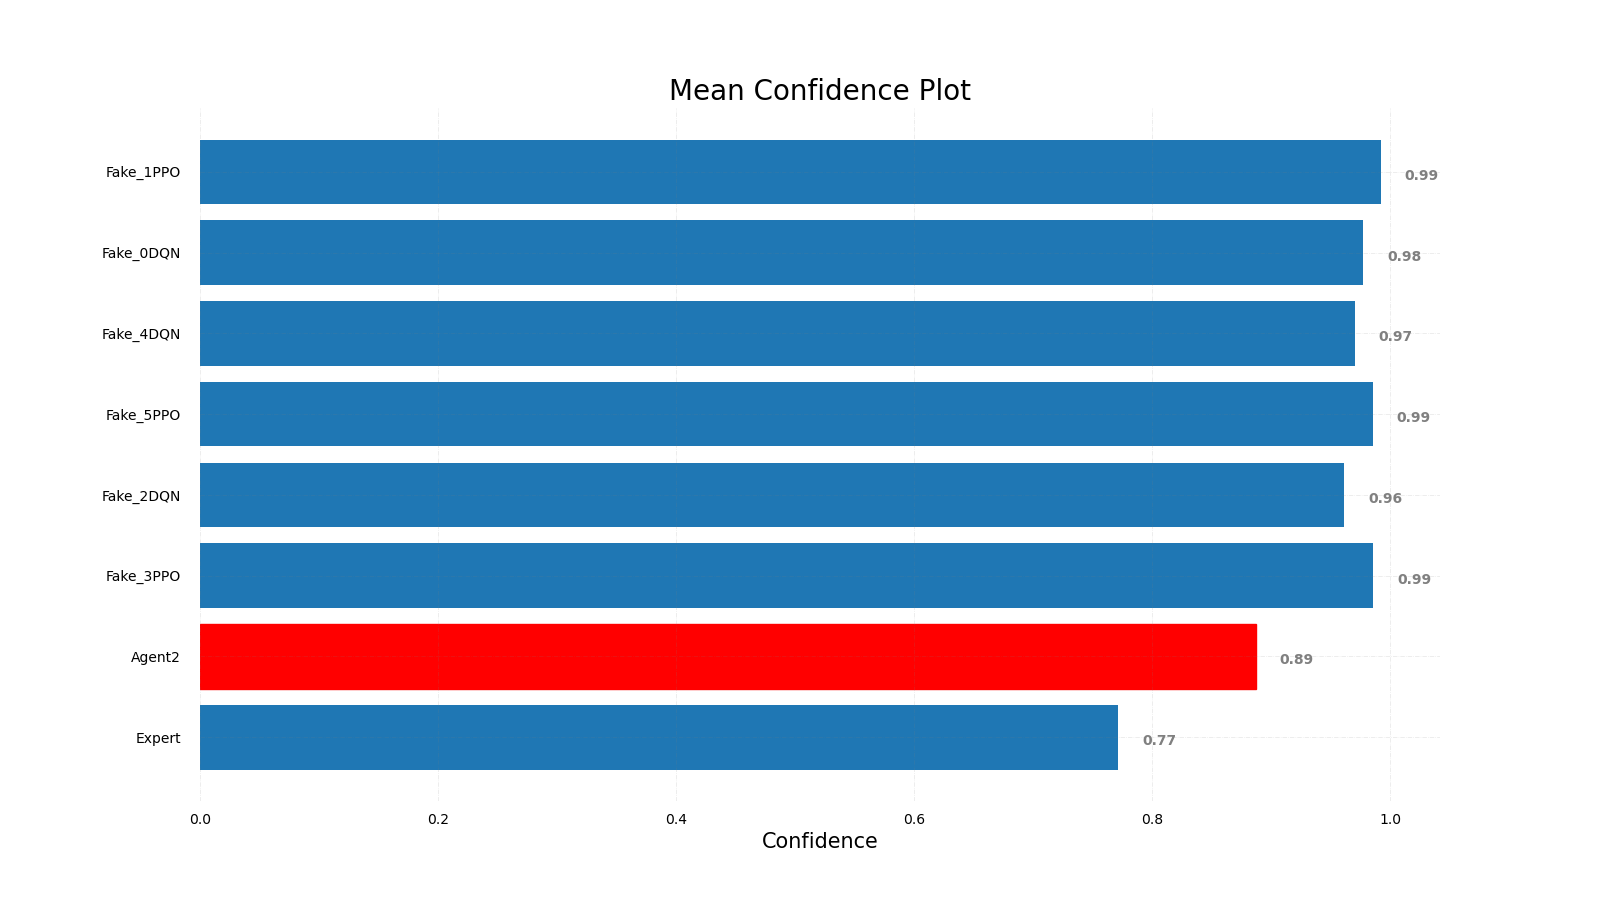 Mean Confidence Plot
Fake_1PPO 0.99
Fake_0DQN 0.98
Fake_4DQN 0.97
Fake_5PPO 0.99
Fake_2DQN 0.96
Fake_3PPO 0.99
Agent2 0.89
Expert 0.77
0.0 0.2 0.4 0.6 0.8 1.0
Confidence